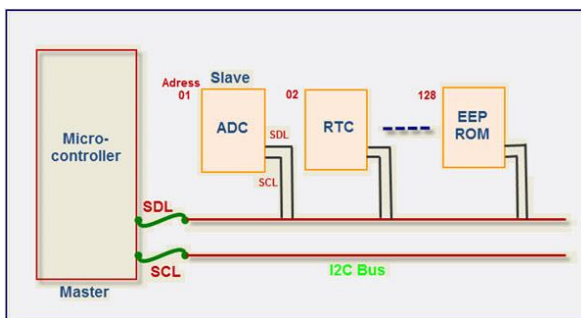 Slave
Adress
01
02
128
ADC
RTC
EEP
ROM
Micro-
controller
SDL
SCL
SDL
SCL
I2C Bus
Master